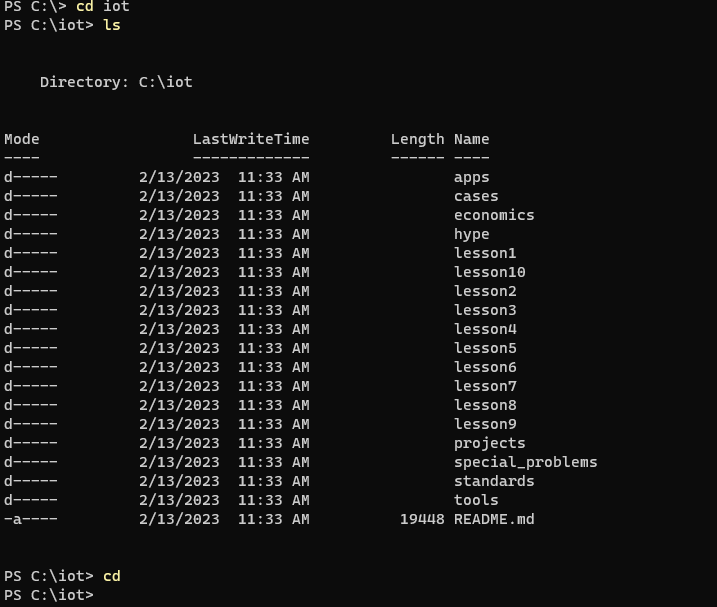 PS C:\> cd iot
PS C:\iot> ls
Directory: C:\iot
Mode                 LastWriteTime         Length Name
----                 -------------         ------ ----
d-----         2/13/2023  11:33 AM                apps
d-----         2/13/2023  11:33 AM                cases
d-----         2/13/2023  11:33 AM                economics
d-----         2/13/2023  11:33 AM                hype
d-----         2/13/2023  11:33 AM                lesson1
d-----         2/13/2023  11:33 AM                lesson10
d-----         2/13/2023  11:33 AM                lesson2
d-----         2/13/2023  11:33 AM                lesson3
d-----         2/13/2023  11:33 AM                lesson4
d-----         2/13/2023  11:33 AM                lesson5
d-----         2/13/2023  11:33 AM                lesson6
d-----         2/13/2023  11:33 AM                lesson7
d-----         2/13/2023  11:33 AM                lesson8
d-----         2/13/2023  11:33 AM                lesson9
d-----         2/13/2023  11:33 AM                projects
d-----         2/13/2023  11:33 AM                special_problems
d-----         2/13/2023  11:33 AM                standards
d-----         2/13/2023  11:33 AM                tools
-a----         2/13/2023  11:33 AM          19448 README.md
PS C:\iot> cd
PS C:\iot>